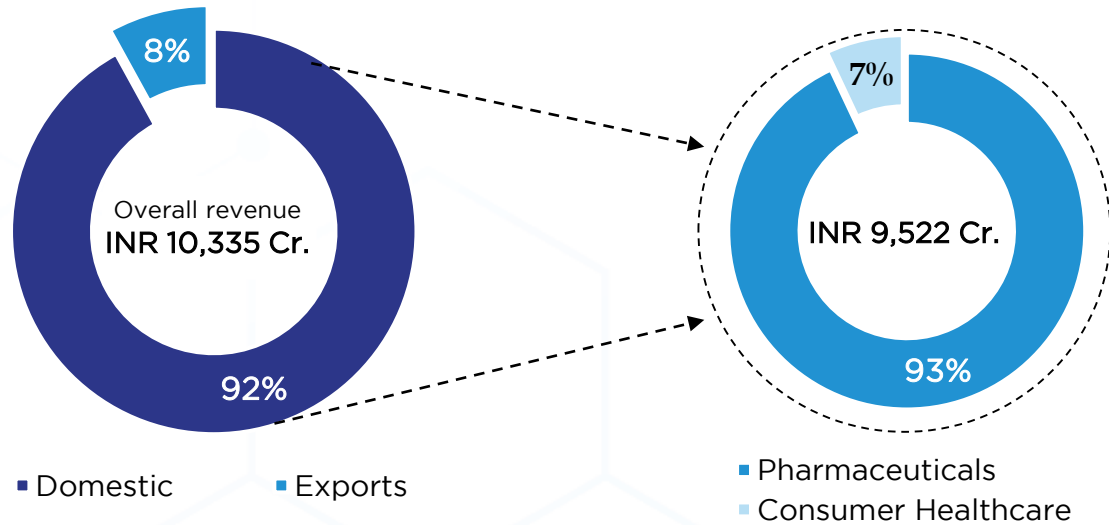 8%
Overall revenue
INR 10,335 Cr.
92%
Domestic
Exports
7%
INR 9,522 Cr.
93%
Pharmaceuticals
Consumer Healthcare